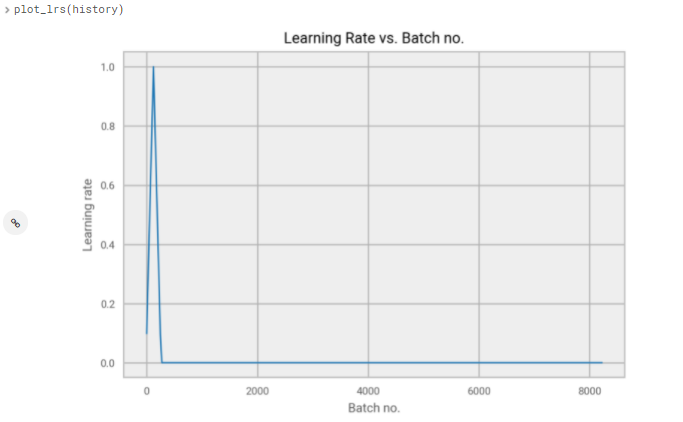 plot_lrs(history)
Learning Rate vs. Batch no.
1.0
0.8
0.6
0.4
0.2
0.0
Learning rate
0 2000 4000 6000 8000
Batch no.